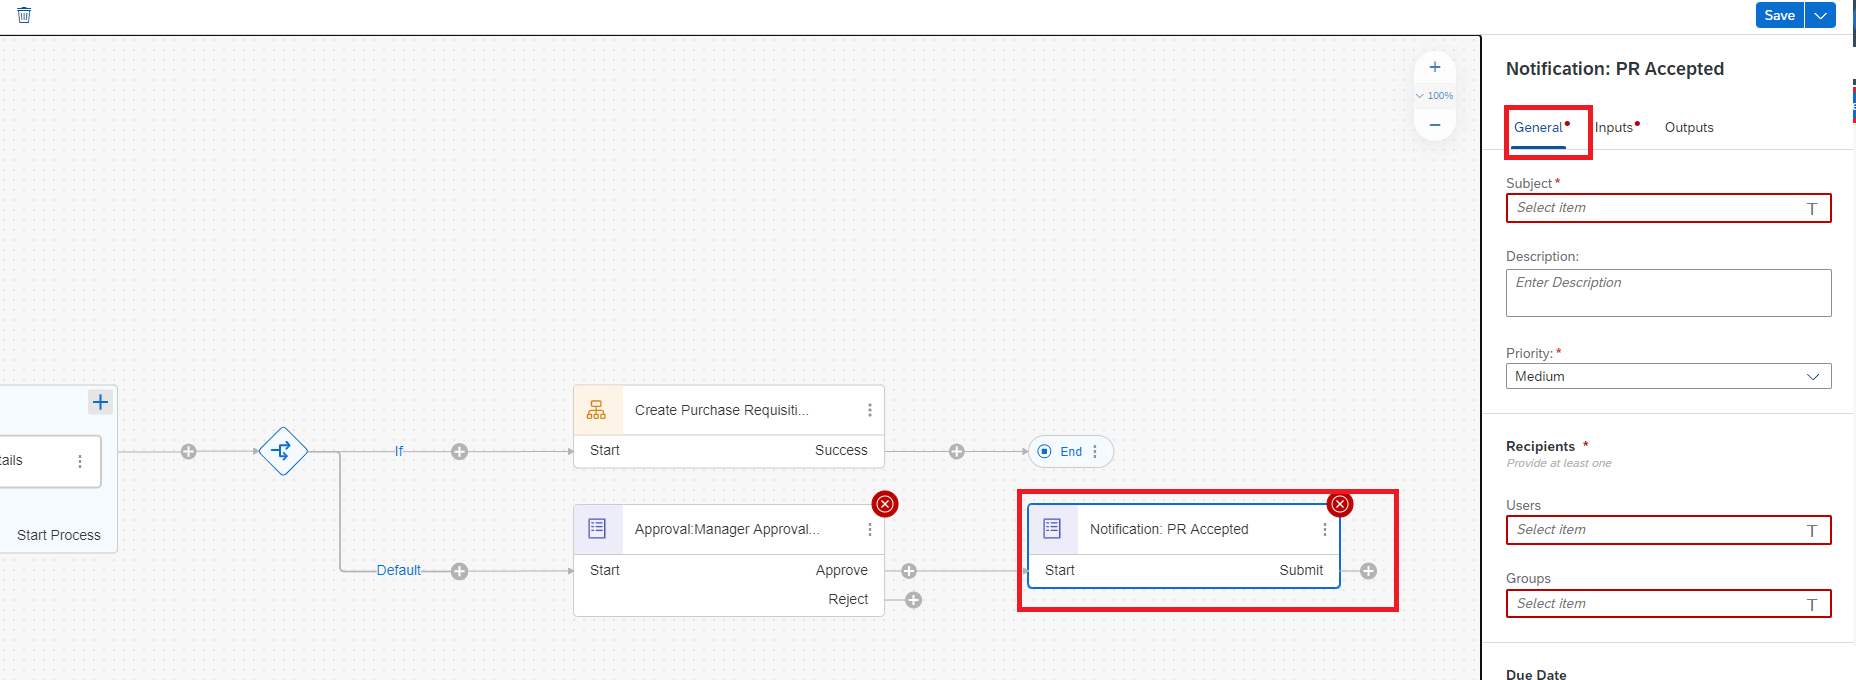 Save
100%
Notification: PR Accepted
General
Inputs
Outputs
Subject *
Select item
T
Description:
Enter Description
Priority: *
Medium
Recipients *
Provide at least one
Users
Select item
T
Groups
Select item
T
Due Date
tails
Start Process
If
Default
Create Purchase Requisiti...
Start
Success
End
Approval:Manager Approval...
Start
Approve
Reject
Notification: PR Accepted
Start
Submit